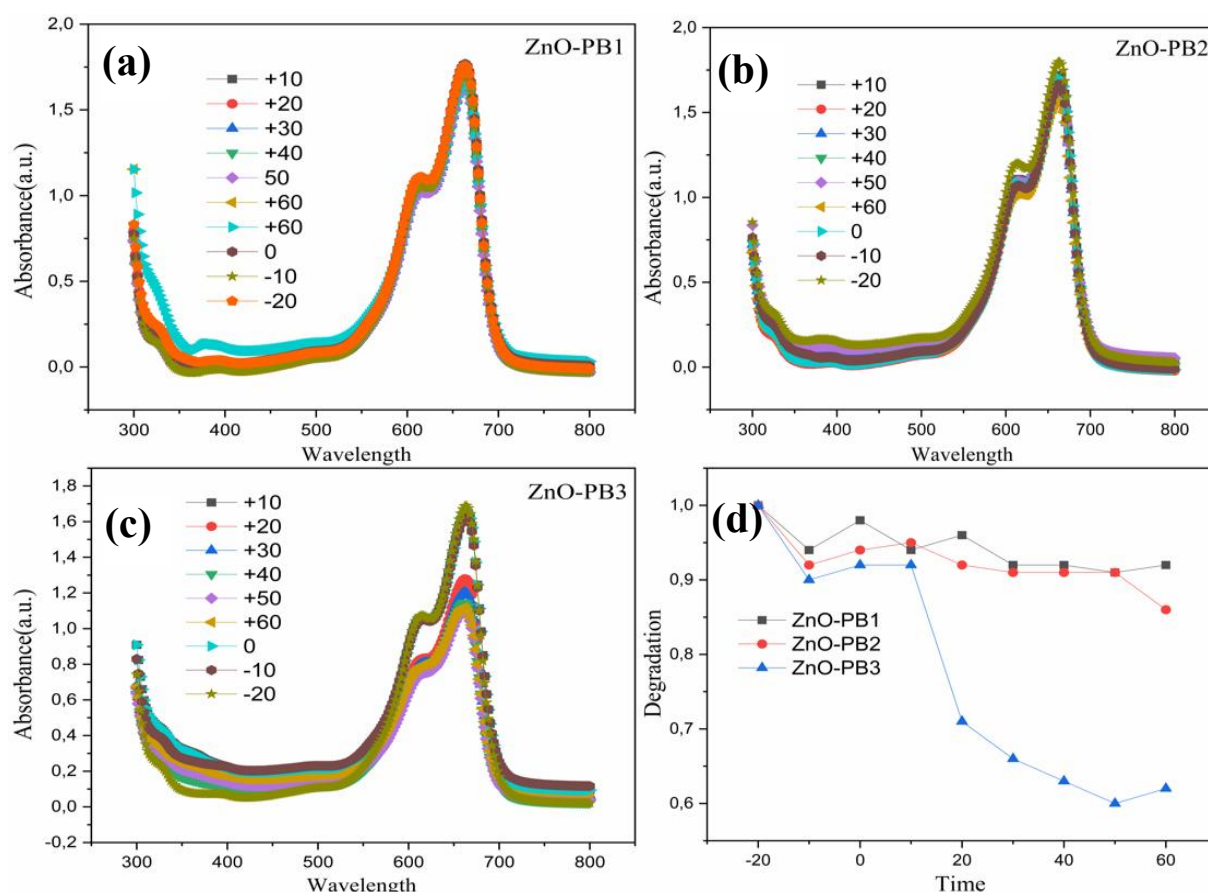 (a)
ZnO-PB1
+10
+20
+30
+40
50
+60
+60
0
-10
-20
2,0
1,5
1,0
0,5
0,0
Absorbance(a.u.)
300 400 500 600 700 800
Wavelength
(b)
ZnO-PB2
+10
+20
+30
+40
+50
+60
0
-10
-20
2,0
1,5
1,0
0,5
0,0
Absorbance(a.u.)
300 400 500 600 700 800
Wavelength
(c)
ZnO-PB3
+10
+20
+30
+40
+50
+60
0
-10
-20
1,8
1,6
1,4
1,2
1,0
0,8
0,6
0,4
0,2
0,0
-0,2
Absorbance(a.u.)
300 400 500 600 700 800
Wavelength
(d)
1,0
0,9
0,8
0,7
0,6
Degradation
ZnO-PB1
ZnO-PB2
ZnO-PB3
-20 0 20 40 60
Time